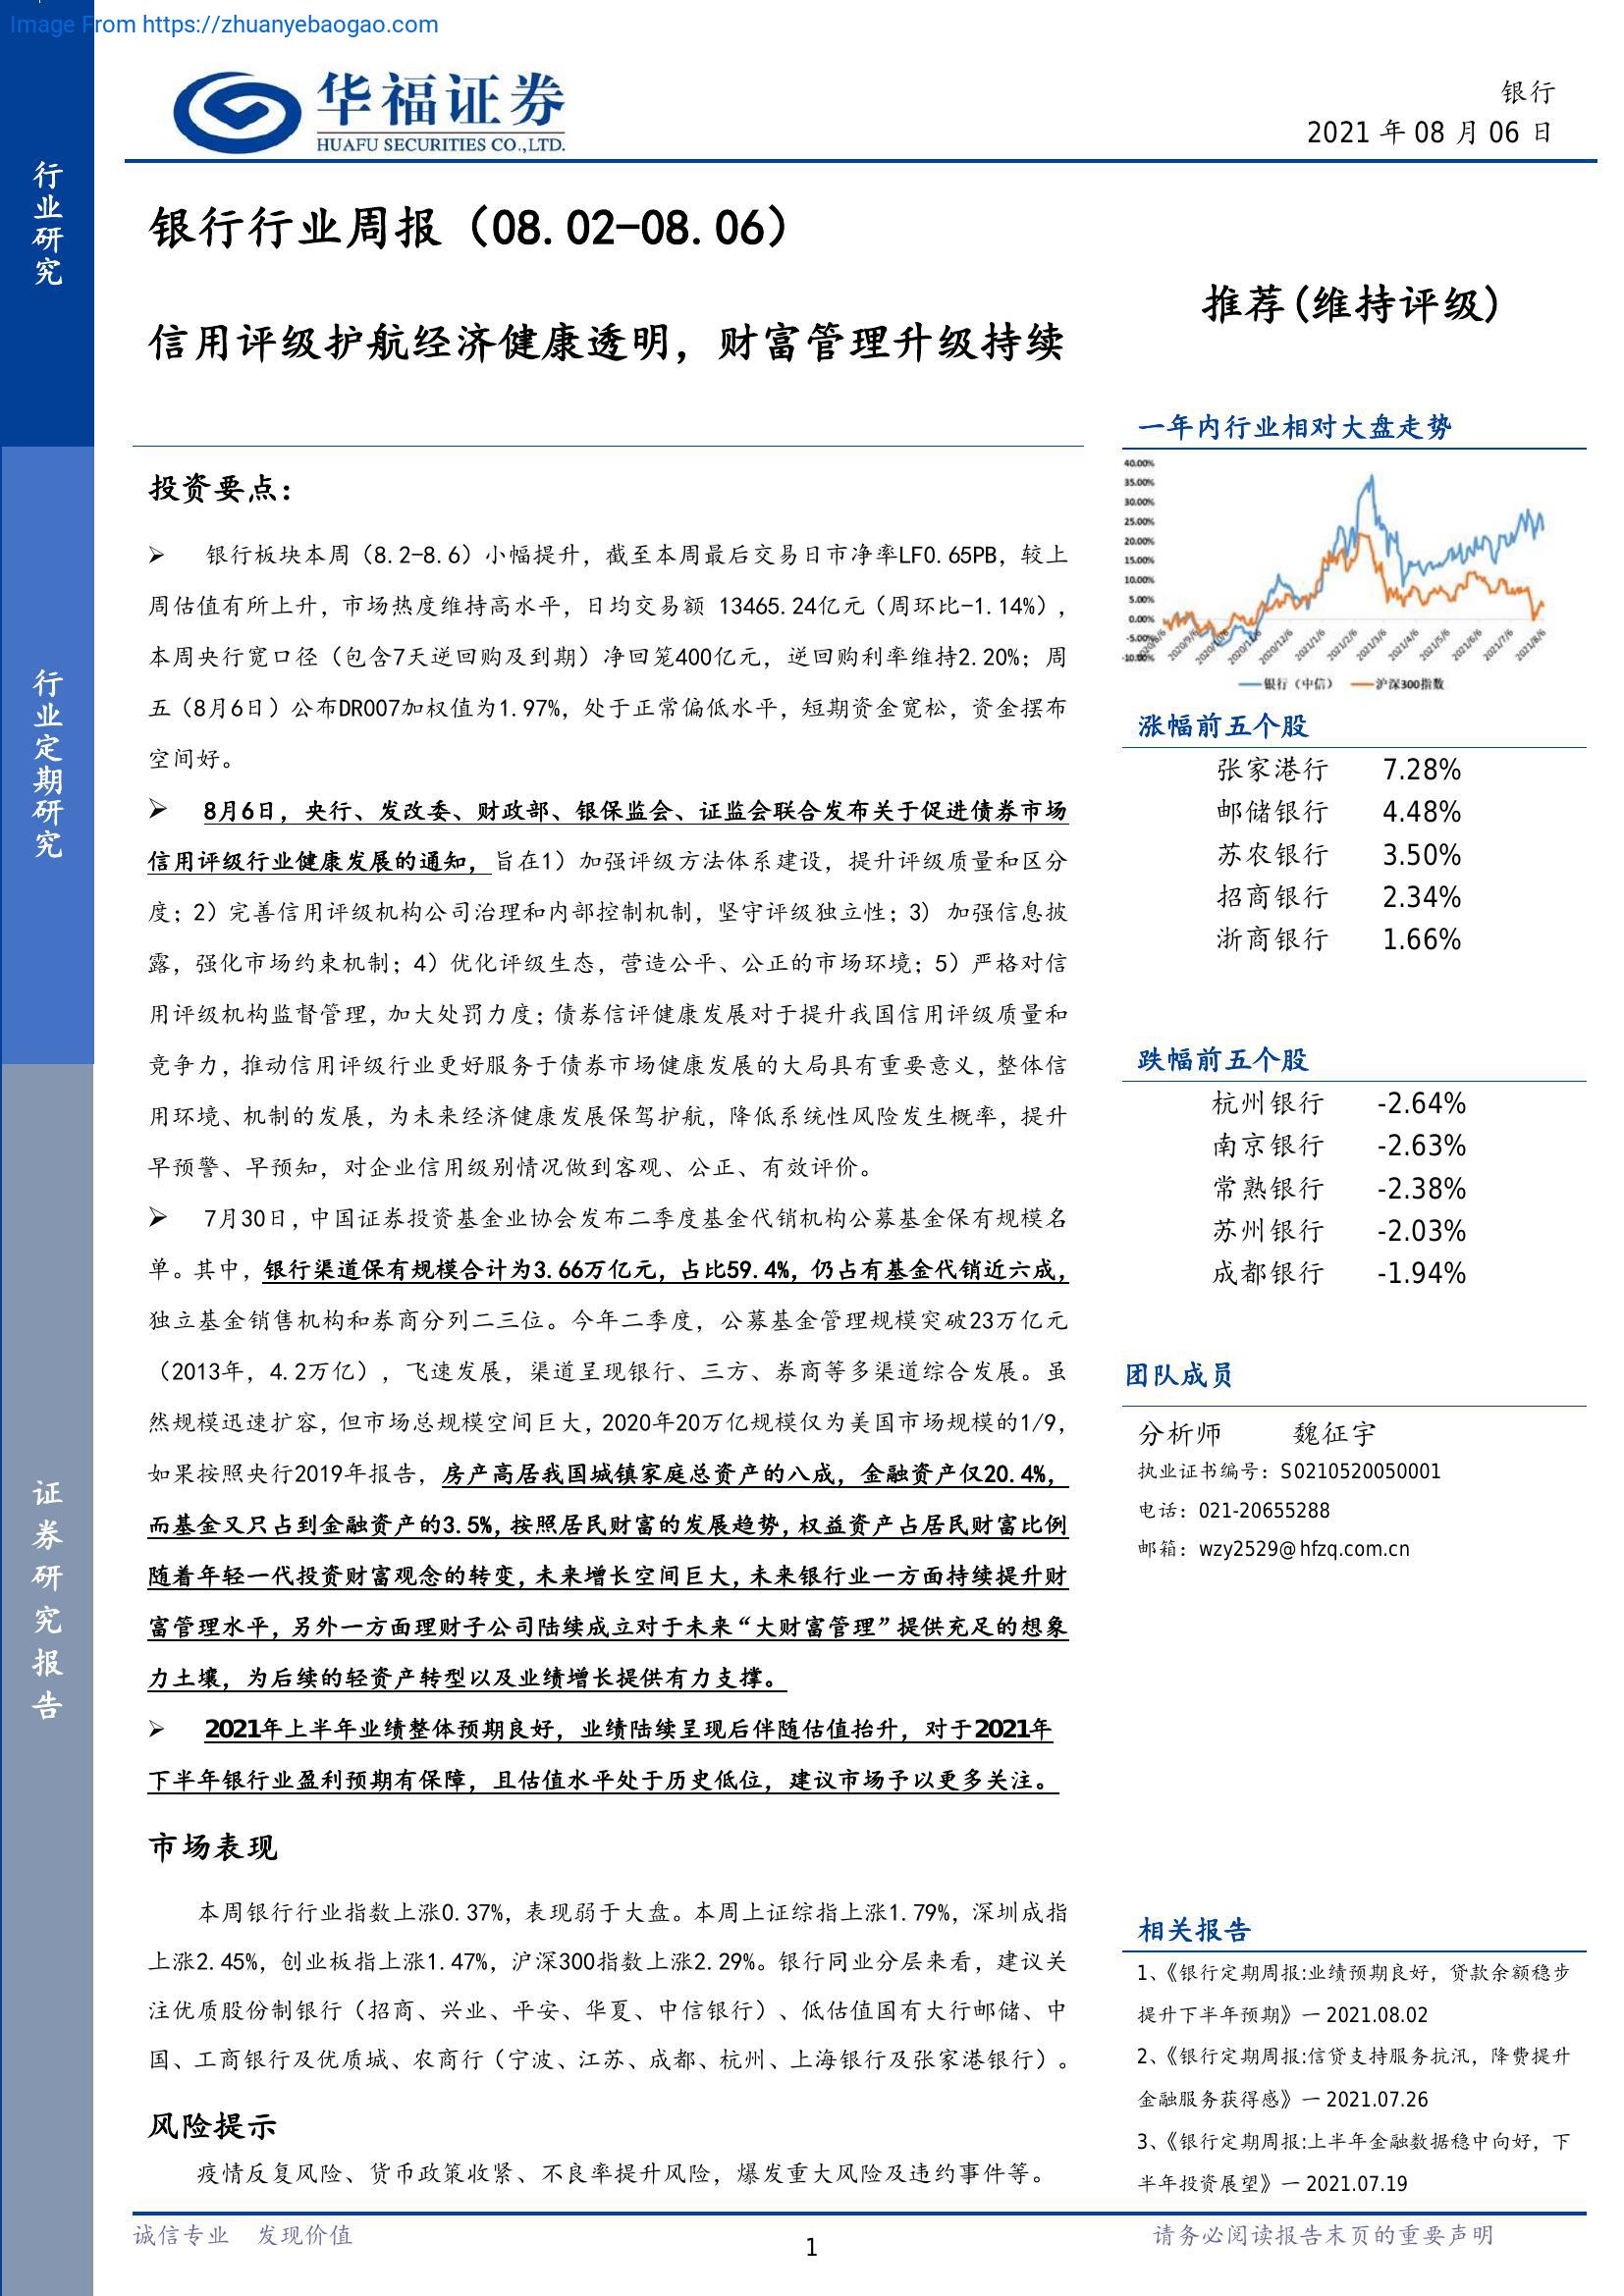 Image From https://zhuanyebaogao.com
华福证券
HUAFU SECURITIES CO.,LTD.
银行
2021 年 08 月 06 日
行业研究
行业定期研究
证券研究报告
银行行业周报（08.02-08.06）
信用评级护航经济健康透明，财富管理升级持续
推荐(维持评级)
投资要点：
➢ 银行板块本周（8.2-8.6）小幅提升，截至本周最后交易日市净率LF0.65PB，较上
周估值有所上升，市场热度维持高水平，日均交易额 13465.24亿元（周环比-1.14%），
本周央行宽口径（包含7天逆回购及到期）净回笼400亿元，逆回购利率维持2.20%；周
五（8月6日）公布DR007加权值为1.97%，处于正常偏低水平，短期资金宽松，资金摆布
空间好。
➢ 8月6日，央行、发改委、财政部、银保监会、证监会联合发布关于促进债券市场
信用评级行业健康发展的通知，旨在1）加强评级方法体系建设，提升评级质量和区分
度；2）完善信用评级机构公司治理和内部控制机制，坚守评级独立性；3）加强信息披
露，强化市场约束机制；4）优化评级生态，营造公平、公正的市场环境；5）严格对信
用评级机构监督管理，加大处罚力度；债券信评健康发展对于提升我国信用评级质量和
竞争力，推动信用评级行业更好服务于债券市场健康发展的大局具有重要意义，整体信
用环境、机制的发展，为未来经济健康发展保驾护航，降低系统性风险发生概率，提升
早预警、早预知，对企业信用级别情况做到客观、公正、有效评价。
➢ 7月30日，中国证券投资基金业协会发布二季度基金代销机构公募基金保有规模名
单。其中，银行渠道保有规模合计为3.66万亿元，占比59.4%，仍占有基金代销近六成，
独立基金销售机构和券商分列二三位。今年二季度，公募基金管理规模突破23万亿元
（2013年，4.2万亿），飞速发展，渠道呈现银行、三方、券商等多渠道综合发展。虽
然规模迅速扩容，但市场总规模空间巨大，2020年20万亿规模仅为美国市场规模的1/9，
如果按照央行2019年报告，房产高居我国城镇家庭总资产的八成，金融资产仅20.4%，
而基金又只占到金融资产的3.5%，按照居民财富的发展趋势，权益资产占居民财富比例
随着年轻一代投资财富观念的转变，未来增长空间巨大，未来银行业一方面持续提升财
富管理水平，另外一方面理财子公司陆续成立对于未来“大财富管理”提供充足的想象
力土壤，为后续的轻资产转型以及业绩增长提供有力支撑。
➢ 2021年上半年业绩整体预期良好，业绩陆续呈现后伴随估值抬升，对于2021年
下半年银行业盈利预期有保障，且估值水平处于历史低位，建议市场予以更多关注。
市场表现
本周银行行业指数上涨0.37%，表现弱于大盘。本周上证综指上涨1.79%，深圳成指
上涨2.45%，创业板指上涨1.47%，沪深300指数上涨2.29%。银行同业分层来看，建议关
注优质股份制银行（招商、兴业、平安、华夏、中信银行）、低估值国有大行邮储、中
国、工商银行及优质城、农商行（宁波、江苏、成都、杭州、上海银行及张家港银行）。
风险提示
疫情反复风险、货币政策收紧、不良率提升风险，爆发重大风险及违约事件等。
一年内行业相对大盘走势
40.00%
35.00%
30.00%
25.00%
20.00%
15.00%
10.00%
5.00%
0.00%
-5.00%
-10.00%
2020/8/6 2020/9/6 2020/10/6 2020/11/6 2020/12/6 2021/1/6 2021/2/6 2021/3/6 2021/4/6 2021/5/6 2021/6/6 2021/7/6 2021/8/6
银行（中信） 沪深300指数
涨幅前五个股
张家港行 7.28%
邮储银行 4.48%
苏农银行 3.50%
招商银行 2.34%
浙商银行 1.66%
跌幅前五个股
杭州银行 -2.64%
南京银行 -2.63%
常熟银行 -2.38%
苏州银行 -2.03%
成都银行 -1.94%
团队成员
分析师 魏征宇
执业证书编号：S0210520050001
电话：021-20655288
邮箱：wzy2529@hfzq.com.cn
相关报告
1、《银行定期周报:业绩预期良好，贷款余额稳步
提升下半年预期》一 2021.08.02
2、《银行定期周报:信贷支持服务抗汛，降费提升
金融服务获得感》一 2021.07.26
3、《银行定期周报:上半年金融数据稳中向好，下
半年投资展望》一 2021.07.19
诚信专业 发现价值
1
请务必阅读报告末页的重要声明